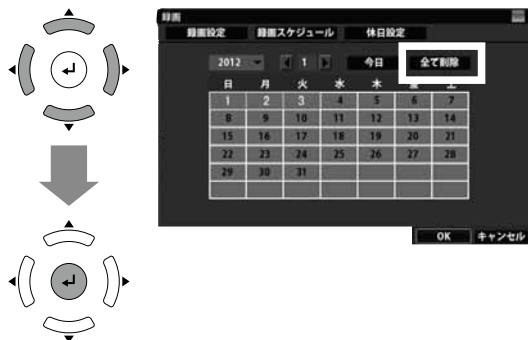 録画
録画設定 録画スケジュール 休日設定
2012 1 今日 全て削除
日 月 火 水 木 金 土
1 2 3 4 5 6 7
8 9 10 11 12 13 14
15 16 17 18 19 20 21
22 23 24 25 26 27 28
29 30 31
OK キャンセル